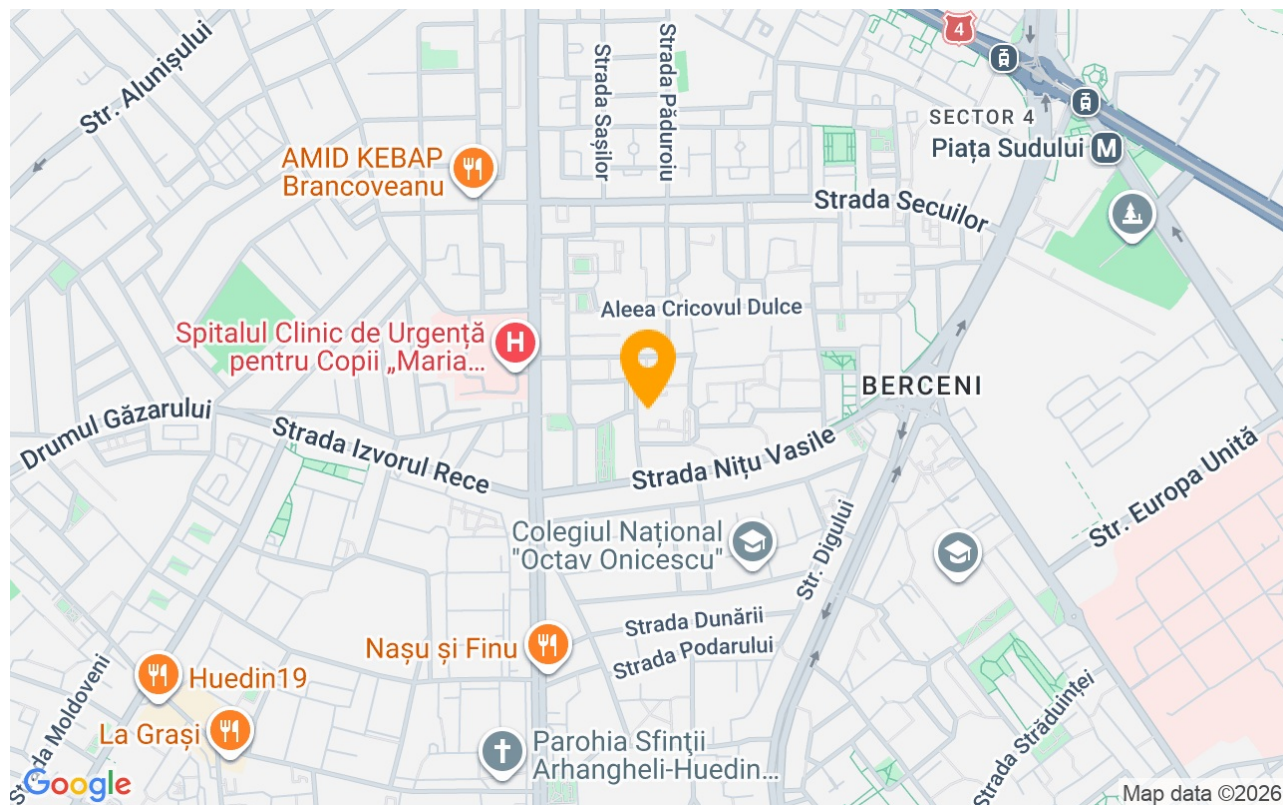 Str. Alunișului
Strada Sașilor
Strada Păduroiu
4
SECTOR 4
Piața Sudului
M
AMID KEBAP
Brancoveanu
Strada Secuilor
Aleea Cricovul Dulce
Spitalul Clinic de Urgență
pentru Copii „Maria...
H
BERCENI
Drumul Găzarului
Strada Izvorul Rece
Strada Nițu Vasile
Str. Europa Unită
Colegiul Național
"Octav Onicescu"
Str. Digului
Strada Dunării
Strada Podarului
Nașu și Finu
Huedin19
La Grași
Strada Moldoveni
Strada Străduinței
Parohia Sfinţii
Arhangheli-Huedin...
Google
Map data ©2026